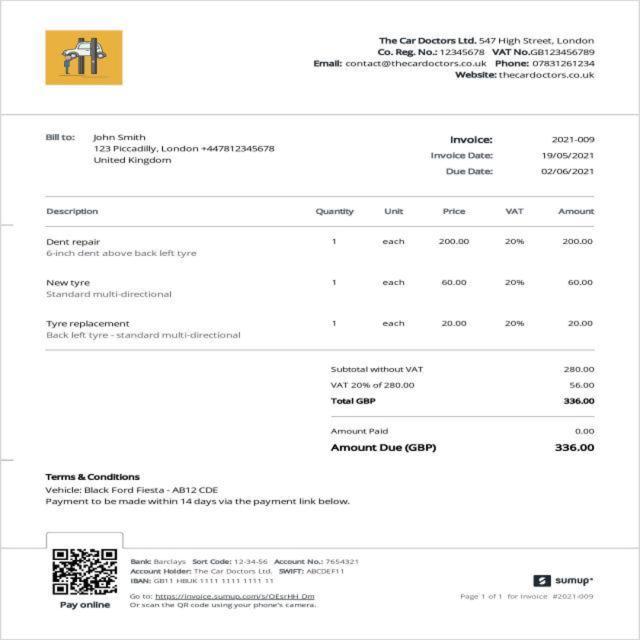 The Car Doctors Ltd. 547 High Street, London
Co. Reg. No.: 12345678 VAT No.GB123456789
Email: contact@thecardoctors.co.uk Phone: 07831261234
Website: thecardoctors.co.uk
Bill to: John Smith
123 Piccadilly, London +447812345678
United Kingdom
Invoice: 2021-009
Invoice Date: 19/05/2021
Due Date: 02/06/2021
Description Quantity Unit Price VAT Amount
Dent repair 1 each 200.00 20% 200.00
6-inch dent above back left tyre
New tyre 1 each 60.00 20% 60.00
Standard multi-directional
Tyre replacement 1 each 20.00 20% 20.00
Back left tyre - standard multi-directional
Subtotal without VAT 280.00
VAT 20% of 280.00 56.00
Total GBP 336.00
Amount Paid 0.00
Amount Due (GBP) 336.00
Terms & Conditions
Vehicle: Black Ford Fiesta - AB12 CDE
Payment to be made within 14 days via the payment link below.
Bank: Barclays Sort Code: 12-34-56 Account No.: 7654321
Account Holder: The Car Doctors Ltd. SWIFT: ABCDEF11
IBAN: GB11 HBUK 1111 1111 1111 11
Go to: https://invoice.sumup.com/s/OEsrHH_Dm
Or scan the QR code using your phone's camera.
Pay online
sumup
Page 1 of 1 for Invoice #2021-009